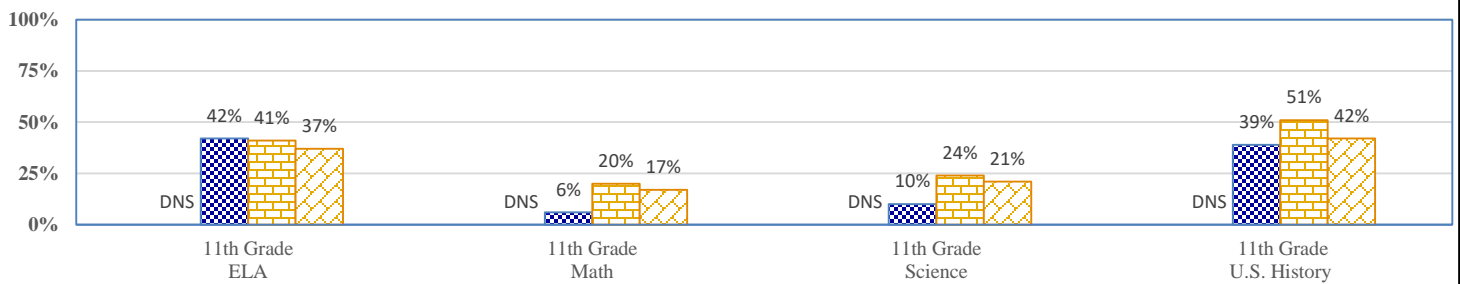 100%
75%
50%
25%
0%
DNS 42% 41% 37%
DNS 6% 20% 17%
DNS 10% 24% 21%
DNS 39% 51% 42%
11th Grade
ELA
11th Grade
Math
11th Grade
Science
11th Grade
U.S. History